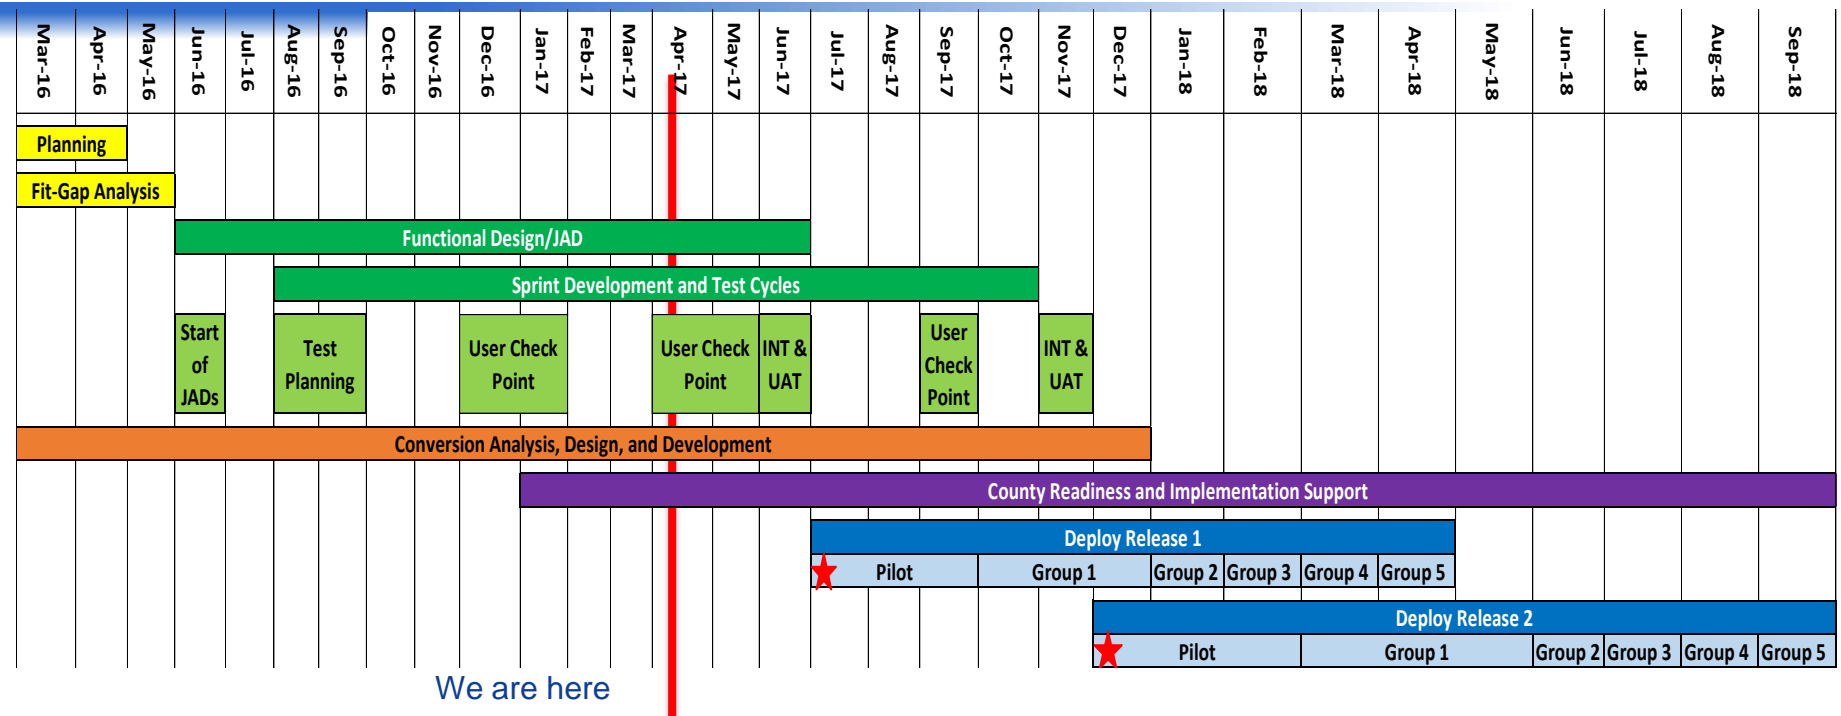 Mar-16
Apr-16
May-16
Jun-16
Jul-16
Aug-16
Sep-16
Oct-16
Nov-16
Dec-16
Jan-17
Feb-17
Mar-17
Apr-17
May-17
Jun-17
Jul-17
Aug-17
Sep-17
Oct-17
Nov-17
Dec-17
Jan-18
Feb-18
Mar-18
Apr-18
May-18
Jun-18
Jul-18
Aug-18
Sep-18
Planning
Fit-Gap Analysis
Functional Design/JAD
Sprint Development and Test Cycles
Start
of
JADs
Test
Planning
User Check
Point
User Check
Point
INT &
UAT
User
Check
Point
INT &
UAT
Conversion Analysis, Design, and Development
County Readiness and Implementation Support
Deploy Release 1
Pilot
Group 1
Group 2
Group 3
Group 4
Group 5
Deploy Release 2
Pilot
Group 1
Group 2
Group 3
Group 4
Group 5
We are here